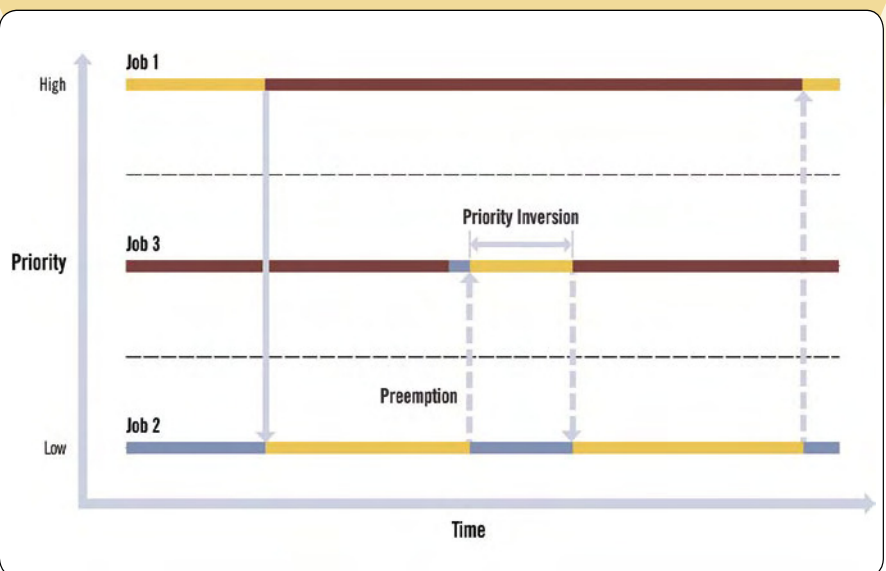 Job 1
High
Priority Inversion
Job 3
Priority
Preemption
Job 2
Low
Time